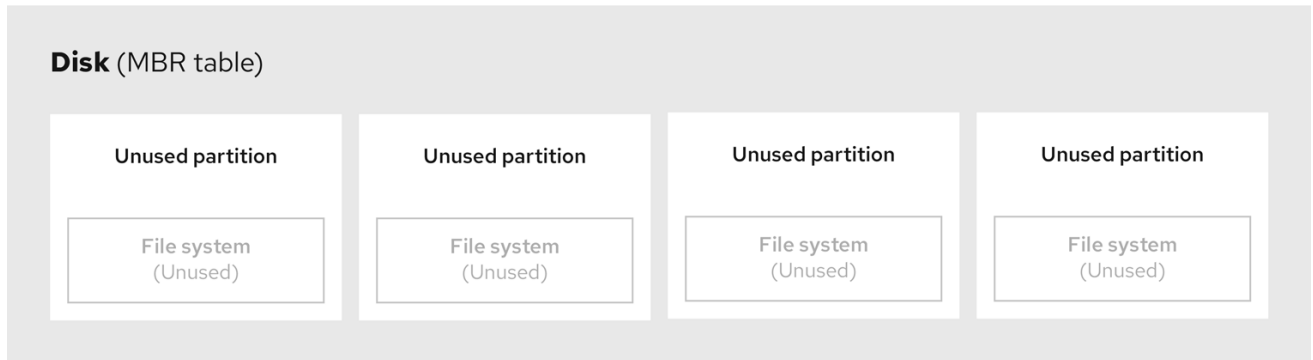 Disk (MBR table)
Unused partition
File system
(Unused)
Unused partition
File system
(Unused)
Unused partition
File system
(Unused)
Unused partition
File system
(Unused)